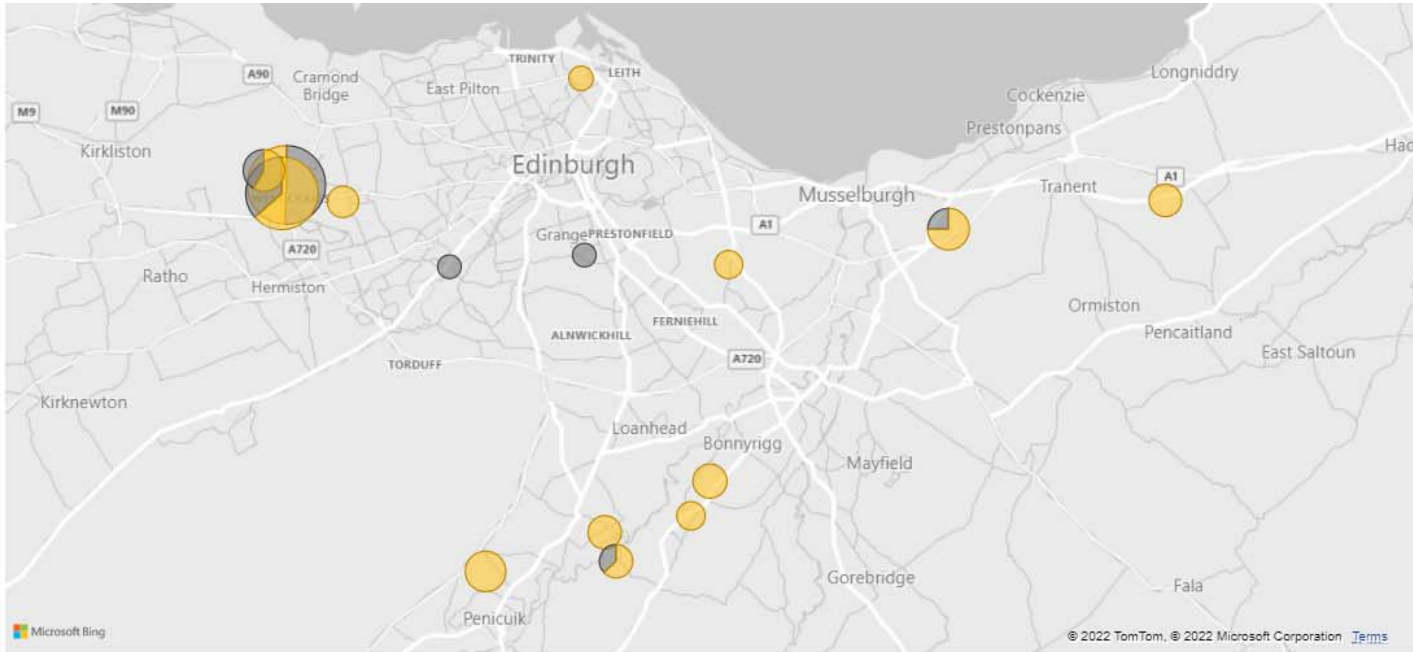 TRINITY
LEITH
A90
Cramond
Bridge
East Pilton
Longniddry
Cockenzie
M9
M90
Prestonpans
Kirkliston
Edinburgh
A1
Had
Tranent
Musselburgh
Grange
PRESTONFIELD
A1
A720
Ratho
Hermiston
Ormiston
FERNIEHILL
ALNWICKHILL
Pencaitland
East Saltoun
TORDUFF
A720
Kirknewton
Loanhead
Bonnyrigg
Mayfield
Gorebridge
Fala
Penicuik
Microsoft Bing
© 2022 TomTom, © 2022 Microsoft Corporation Terms